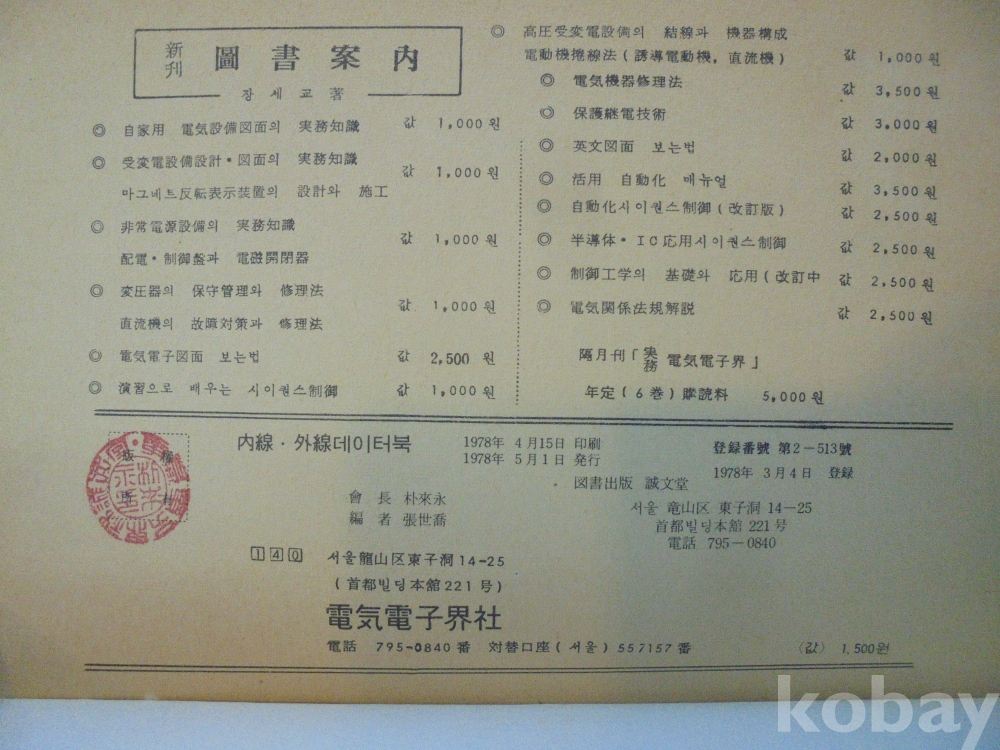 新刊 圖書案内
장세교 著
◎ 自家用 電気設備図面의 実務知識 값 1,000원
◎ 受変電設備設計・図面의 実務知識
마그네트反転表示装置의 設計와 施工 값 1,000원
◎ 非常電源設備의 実務知識
配電・制御盤과 電磁開閉器 값 1,000원
◎ 変圧器의 保守管理와 修理法
直流機의 故障対策과 修理法 값 1,000원
◎ 電気電子図面 보는법 값 2,500원
◎ 演習으로 배우는 시이퀀스制御 값 1,000원
◎ 高圧受変電設備의 結線과 機器構成
電動機捲線法(誘導電動機, 直流機) 값 1,000원
◎ 電気機器修理法 값 3,500원
◎ 保護継電技術 값 3,000원
◎ 英文図面 보는법 값 2,000원
◎ 活用 自動化 매뉴얼 값 3,500원
◎ 自動化시이퀀스制御(改訂版) 값 2,500원
◎ 半導体・IC応用시이퀀스制御 값 2,500원
◎ 制御工学의 基礎와 応用(改訂中 값 2,500원
◎ 電気関係法規解説 값 2,500원
隔月刊「実務 電気電子界」
年定(6巻)購読料 5,000원
内線・外線데이터북
1978年 4月15日 印刷
1978年 5月1日 発行
登録番號 第2-513號
1978年 3月4日 登録
會長 朴來永
編者 張世喬
図書出版 誠文堂
서울 竜山区 東子洞 14-25
首都빌딩本館 221号
電話 795-0840
140 서울龍山区東子洞14-25
(首都빌딩本館221号)
電気電子界社
電話 795-0840番 対替口座(서울)557157番
〈값〉 1,500원
kobay